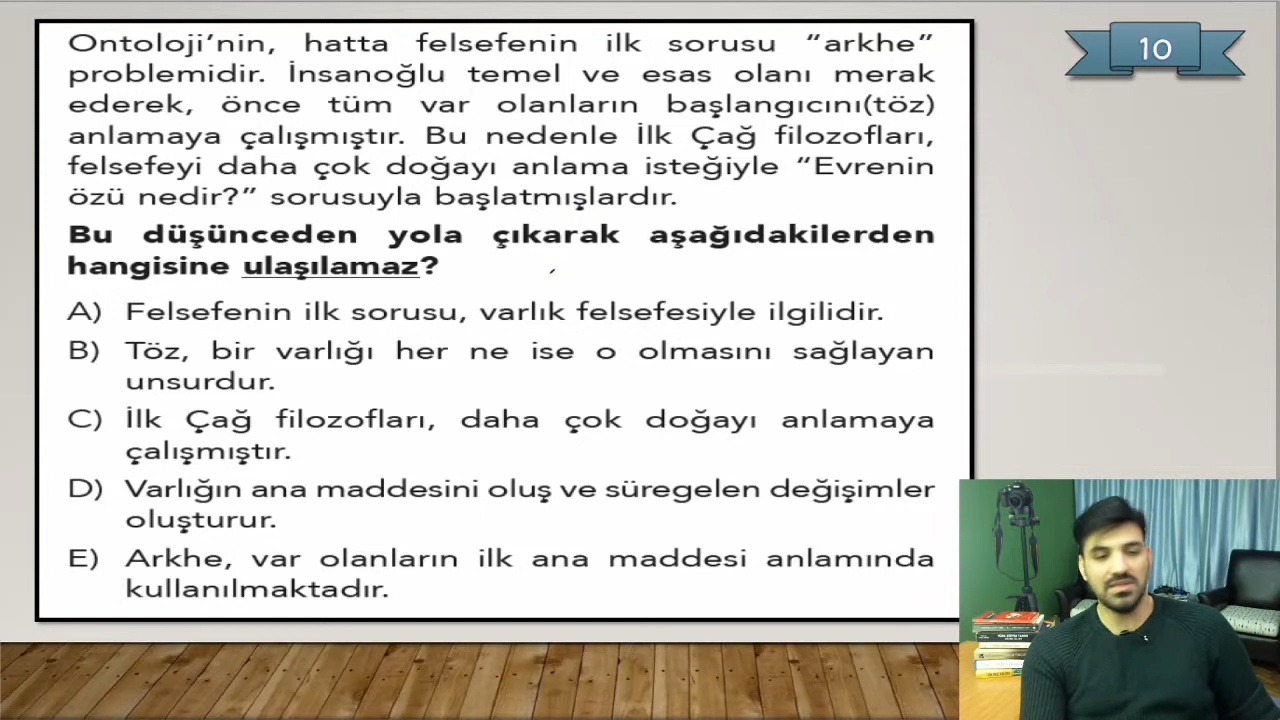 Ontoloji’nin, hatta felsefenin ilk sorusu “arkhe”
problemidir. İnsanoğlu temel ve esas olanı merak
ederek, önce tüm var olanların başlangıcını(töz)
anlamaya çalışmıştır. Bu nedenle İlk Çağ filozofları,
felsefeyi daha çok doğayı anlama isteğiyle “Evrenin
özü nedir?” sorusuyla başlatmışlardır.
Bu düşünceden yola çıkarak aşağıdakilerden
hangisine ulaşılamaz?
A) Felsefenin ilk sorusu, varlık felsefesiyle ilgilidir.
B) Töz, bir varlığı her ne ise o olmasını sağlayan
unsurdur.
C) İlk Çağ filozofları, daha çok doğayı anlamaya
çalışmıştır.
D) Varlığın ana maddesini oluş ve süregelen değişimler
oluşturur.
E) Arkhe, var olanların ilk ana maddesi anlamında
kullanılmaktadır.
10